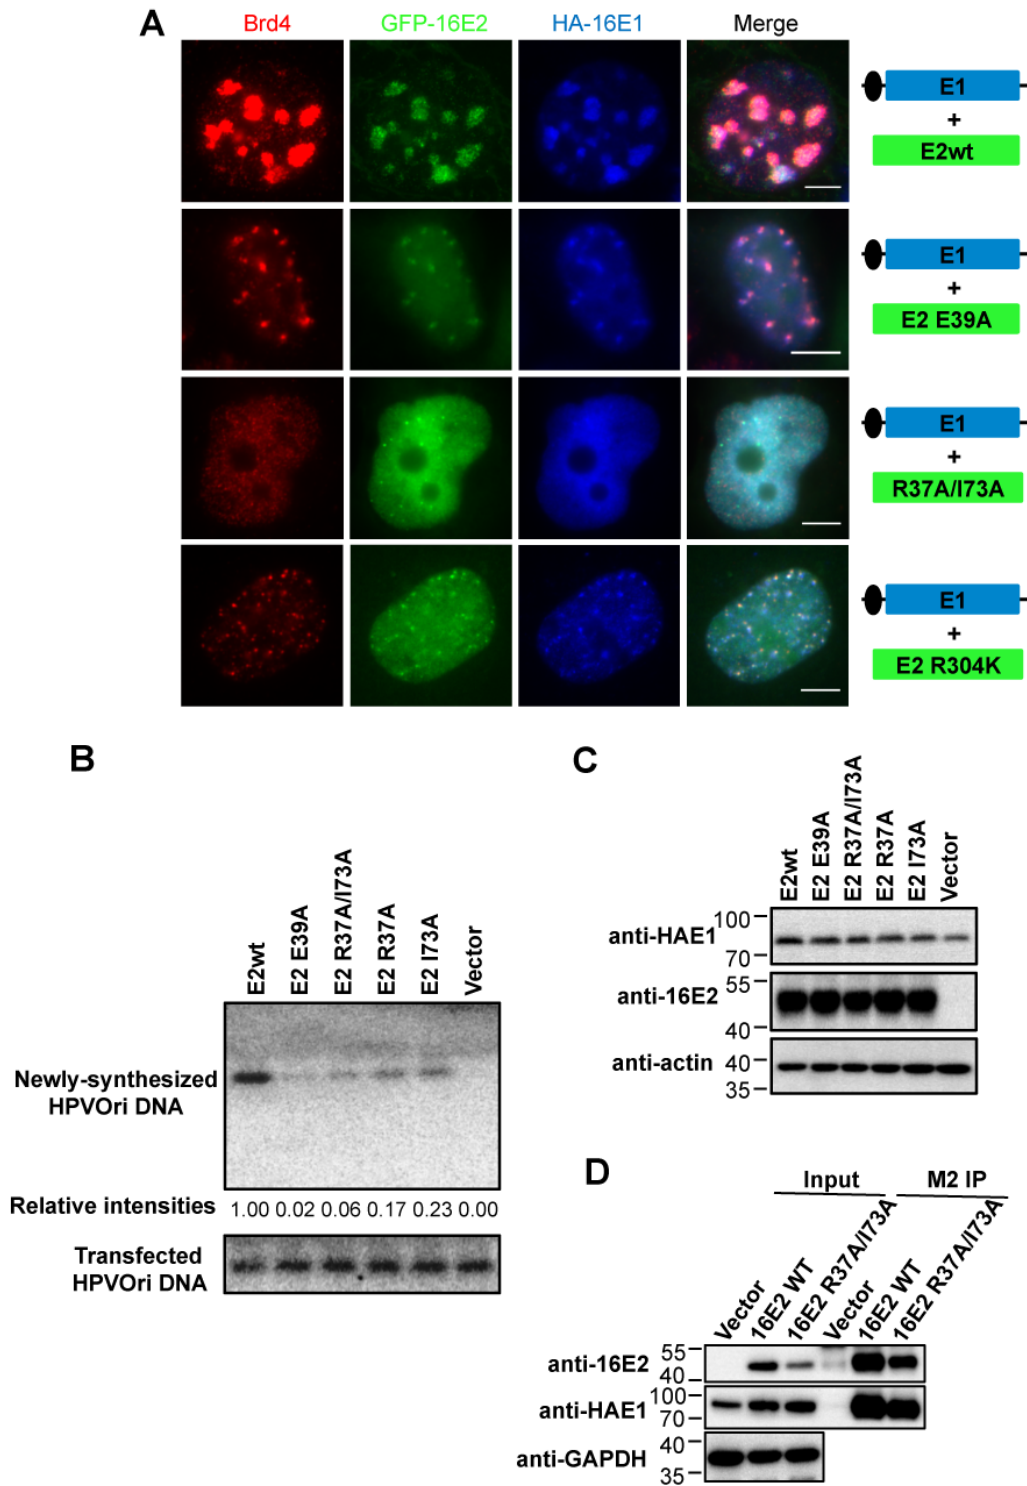 A
Brd4 GFP-16E2 HA-16E1 Merge
E1
+
E2wt
E1
+
E2 E39A
E1
+
R37A/I73A
E1
+
E2 R304K
B
E2wt
E2 E39A
E2 R37A/I73A
E2 R37A
E2 I73A
Vector
Newly-synthesized
HPVOri DNA
Relative intensities 1.00 0.02 0.06 0.17 0.23 0.00
Transfected
HPVOri DNA
C
E2wt
E2 E39A
E2 R37A/I73A
E2 R37A
E2 I73A
Vector
anti-HAE1
100
70
anti-16E2
55
40
anti-actin
40
35
D
Input M2 IP
Vector
16E2 WT
16E2 R37A/I73A
Vector
16E2 WT
16E2 R37A/I73A
anti-16E2
55
40
anti-HAE1
100
70
anti-GAPDH
40
35